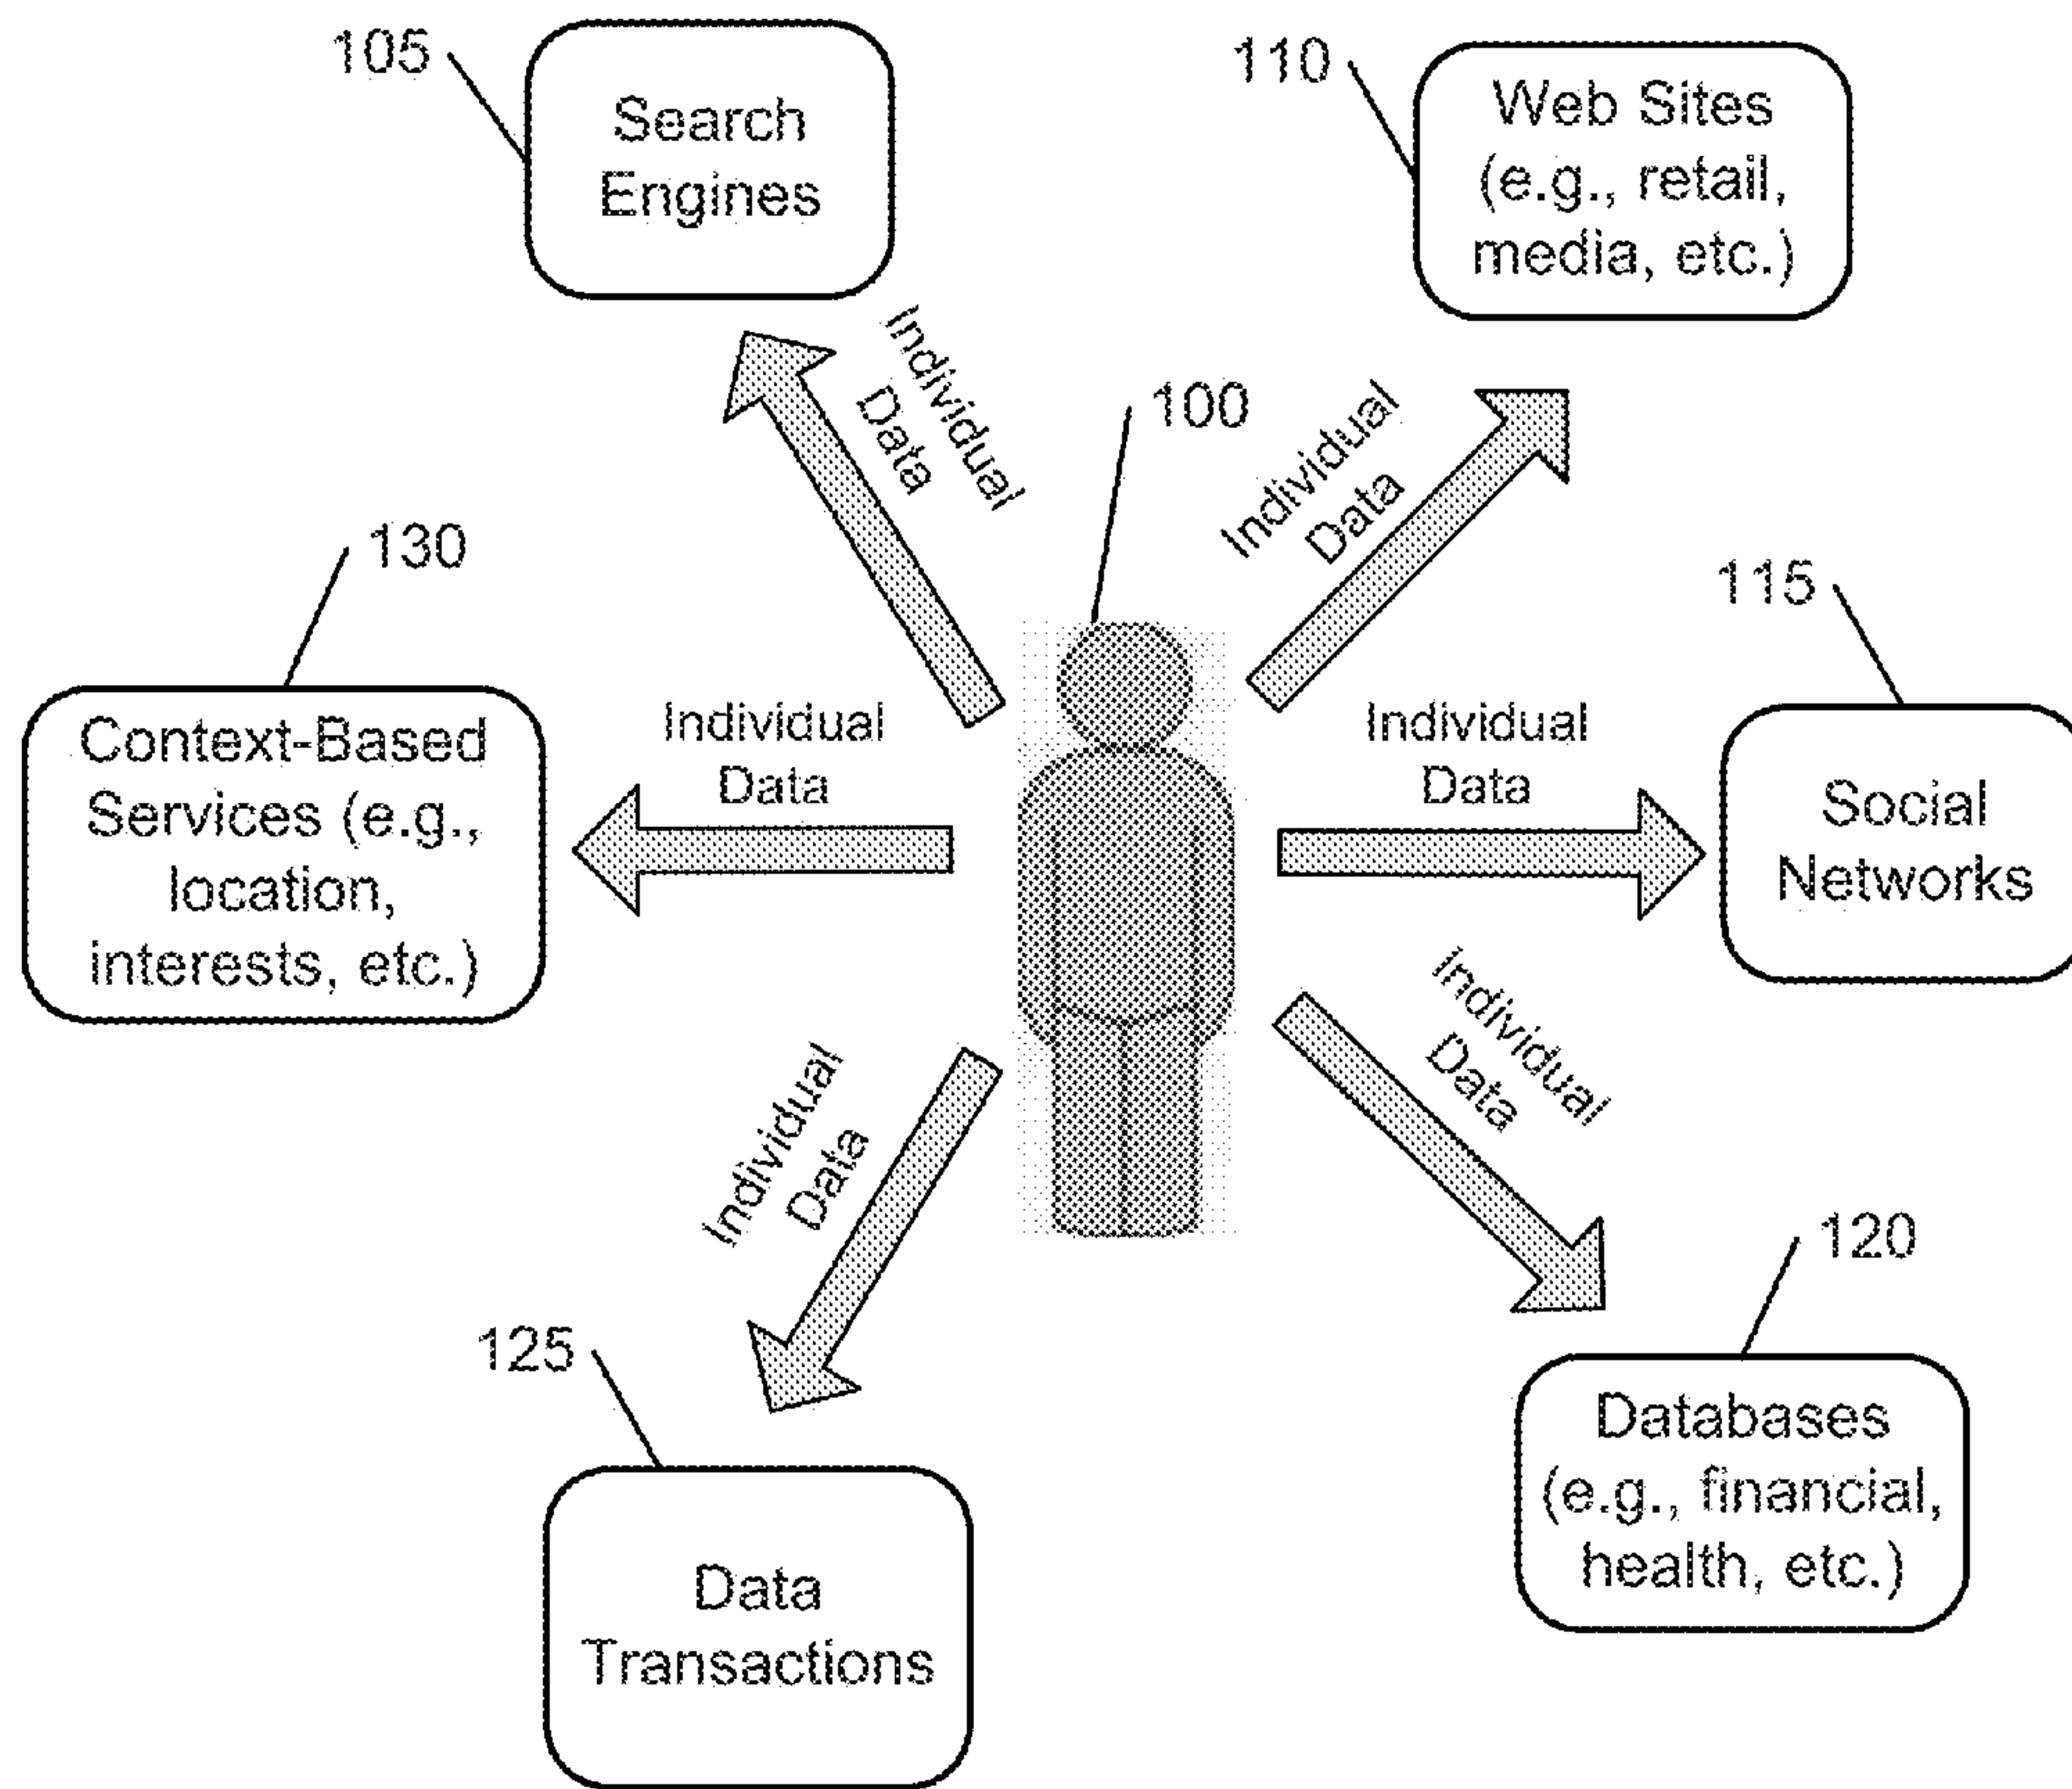 105
Search
Engines
110
Web Sites
(e.g., retail,
media, etc.)
Individual
Data
100
Individual
Data
130
Context-Based
Services (e.g.,
location,
interests, etc.)
Individual
Data
Individual
Data
115
Social
Networks
Individual
Data
Individual
Data
125
Data
Transactions
120
Databases
(e.g., financial,
health, etc.)